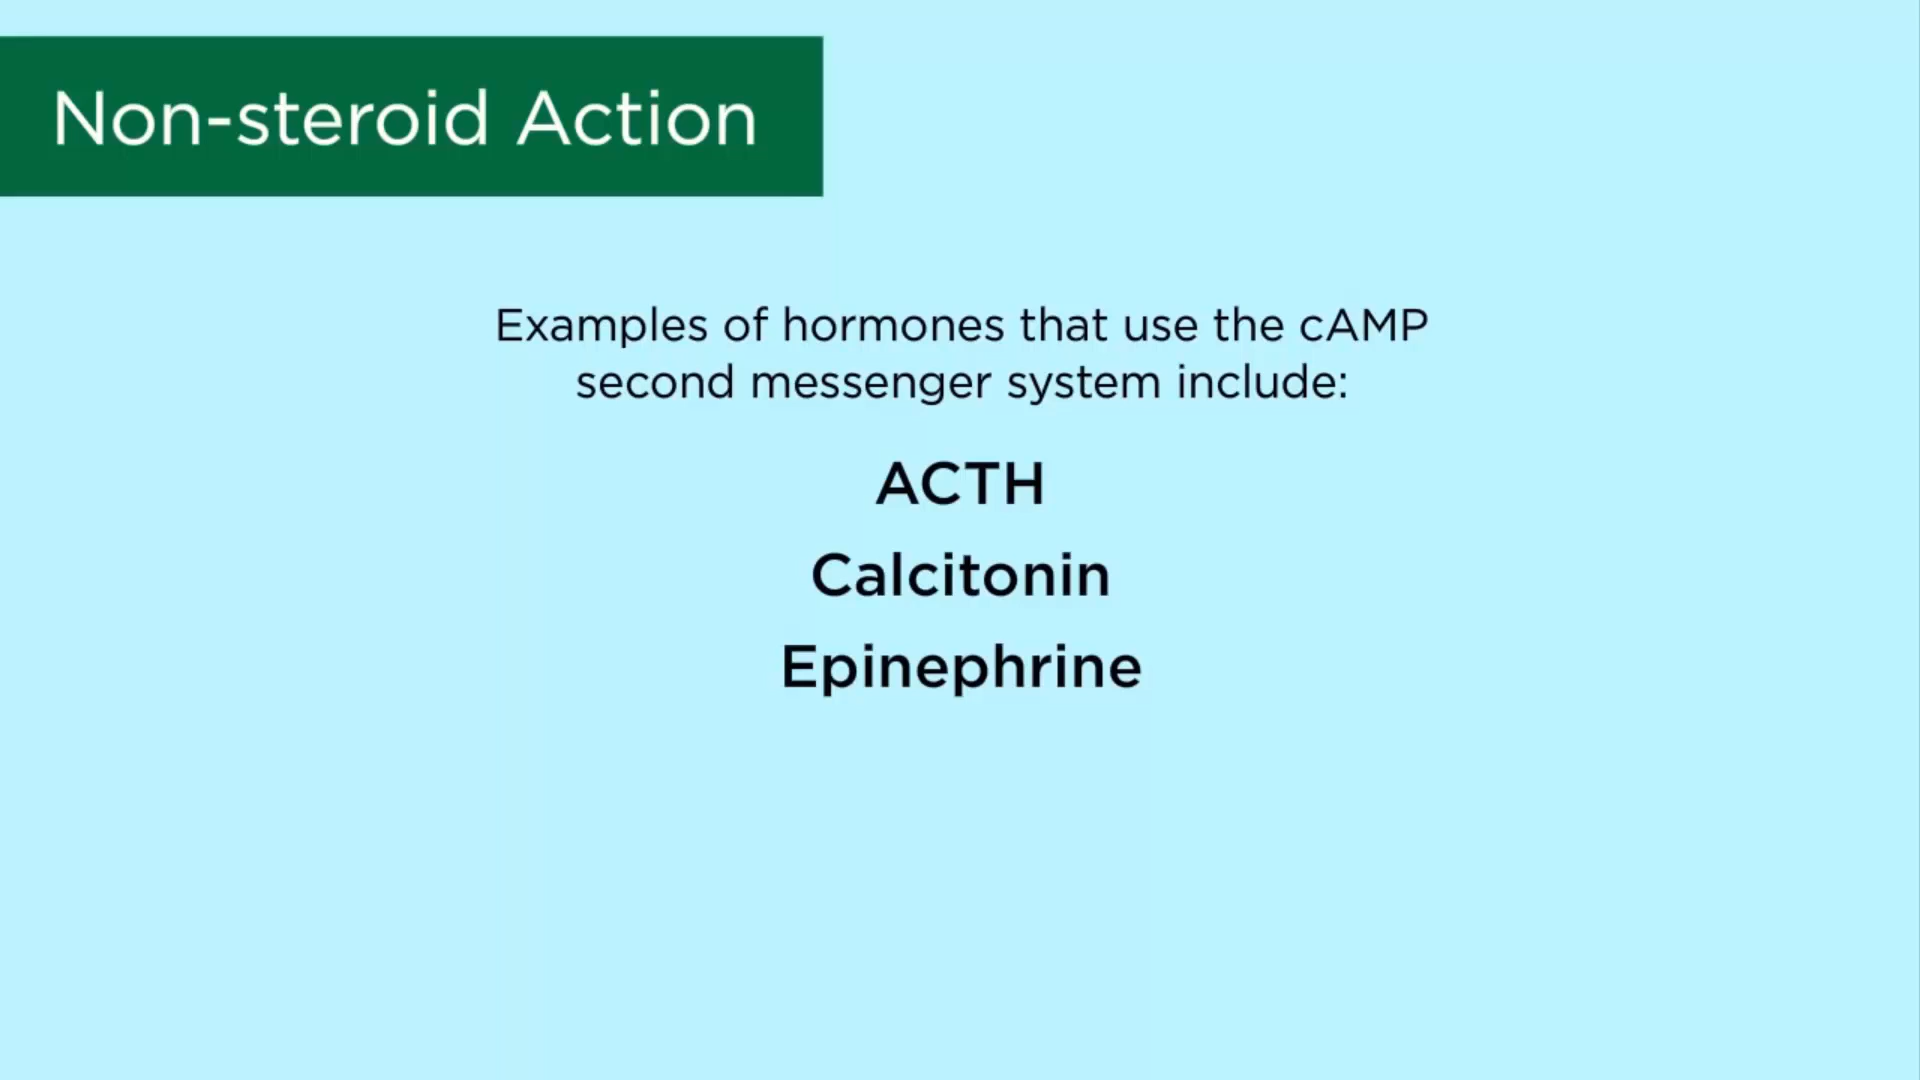 Non-steroid Action
Examples of hormones that use the cAMP
second messenger system include:
ACTH
Calcitonin
Epinephrine